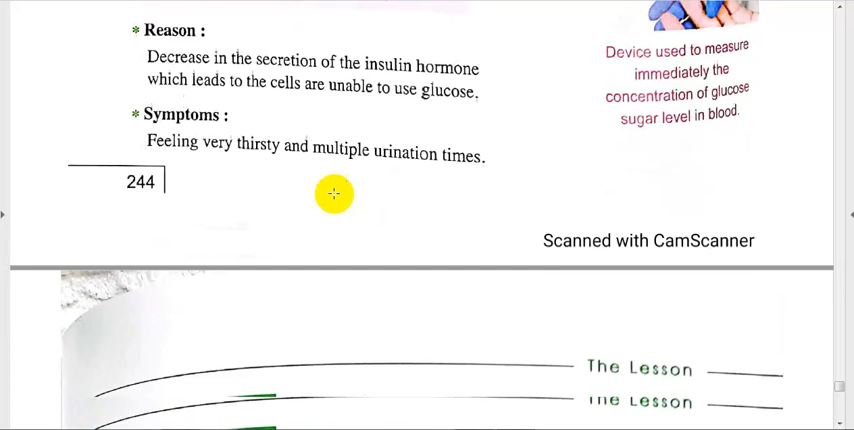 * Reason :
Decrease in the secretion of the insulin hormone
which leads to the cells are unable to use glucose.
* Symptoms :
Feeling very thirsty and multiple urination times.
244
Device used to measure
immediately the
concentration of glucose
sugar level in blood.
Scanned with CamScanner
The Lesson
The Lesson